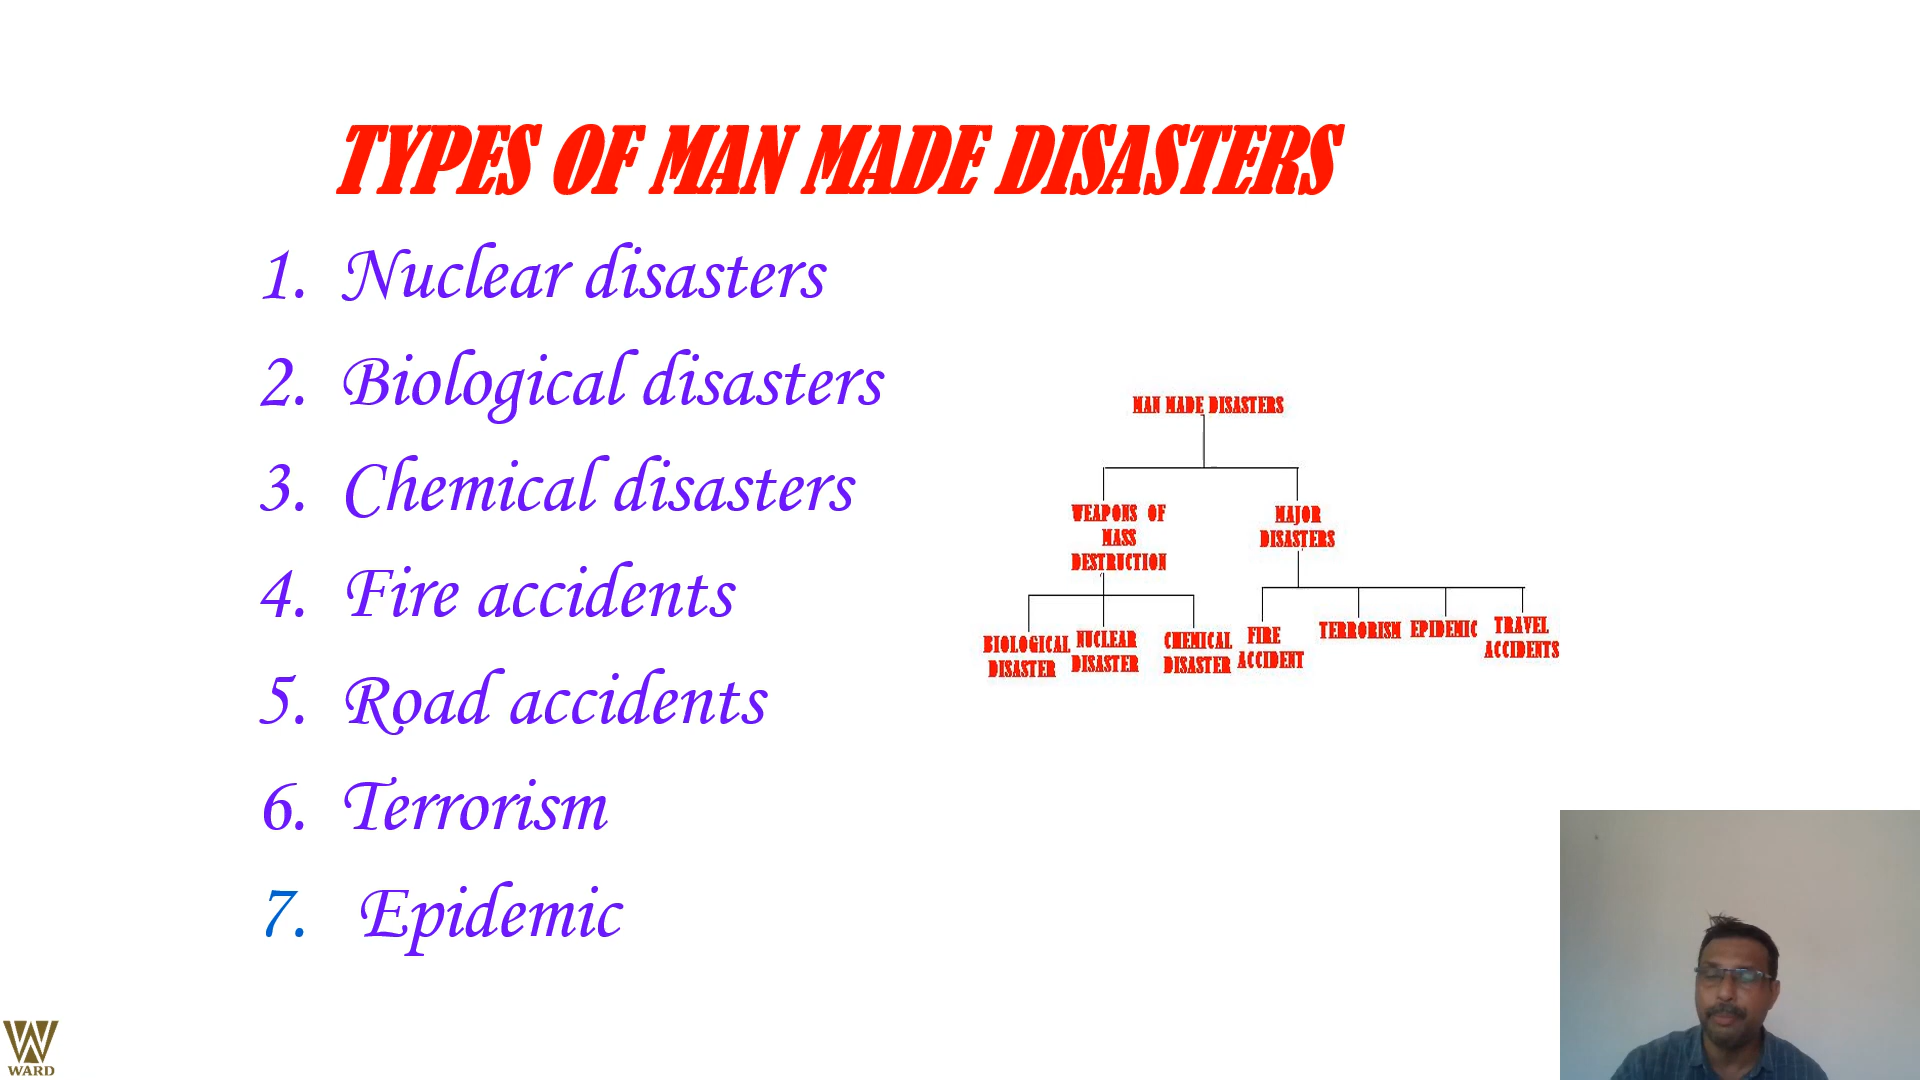 TYPES OF MAN MADE DISASTERS
1. Nuclear disasters
2. Biological disasters
3. Chemical disasters
4. Fire accidents
5. Road accidents
6. Terrorism
7. Epidemic
MAN MADE DISASTERS
WEAPONS OF
MASS
DESTRUCTION
MAJOR
DISASTERS
BIOLOGICAL
DISASTER
NUCLEAR
DISASTER
CHEMICAL
DISASTER
FIRE
ACCIDENT
TERRORISM
EPIDEMIC
TRAVEL
ACCIDENTS
WARD